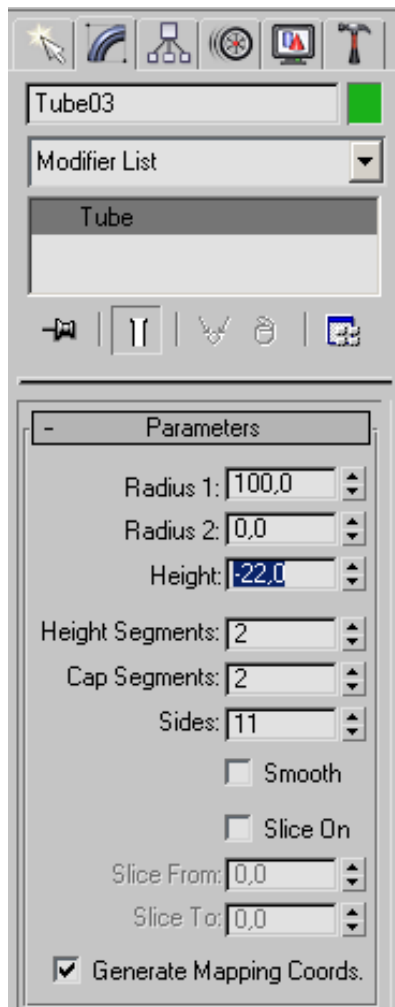 Tube03
Modifier List
Tube
- Parameters
Radius 1: 100,0
Radius 2: 0,0
Height: -22,0
Height Segments: 2
Cap Segments: 2
Sides: 11
Smooth
Slice On
Slice From: 0,0
Slice To: 0,0
Generate Mapping Coords.